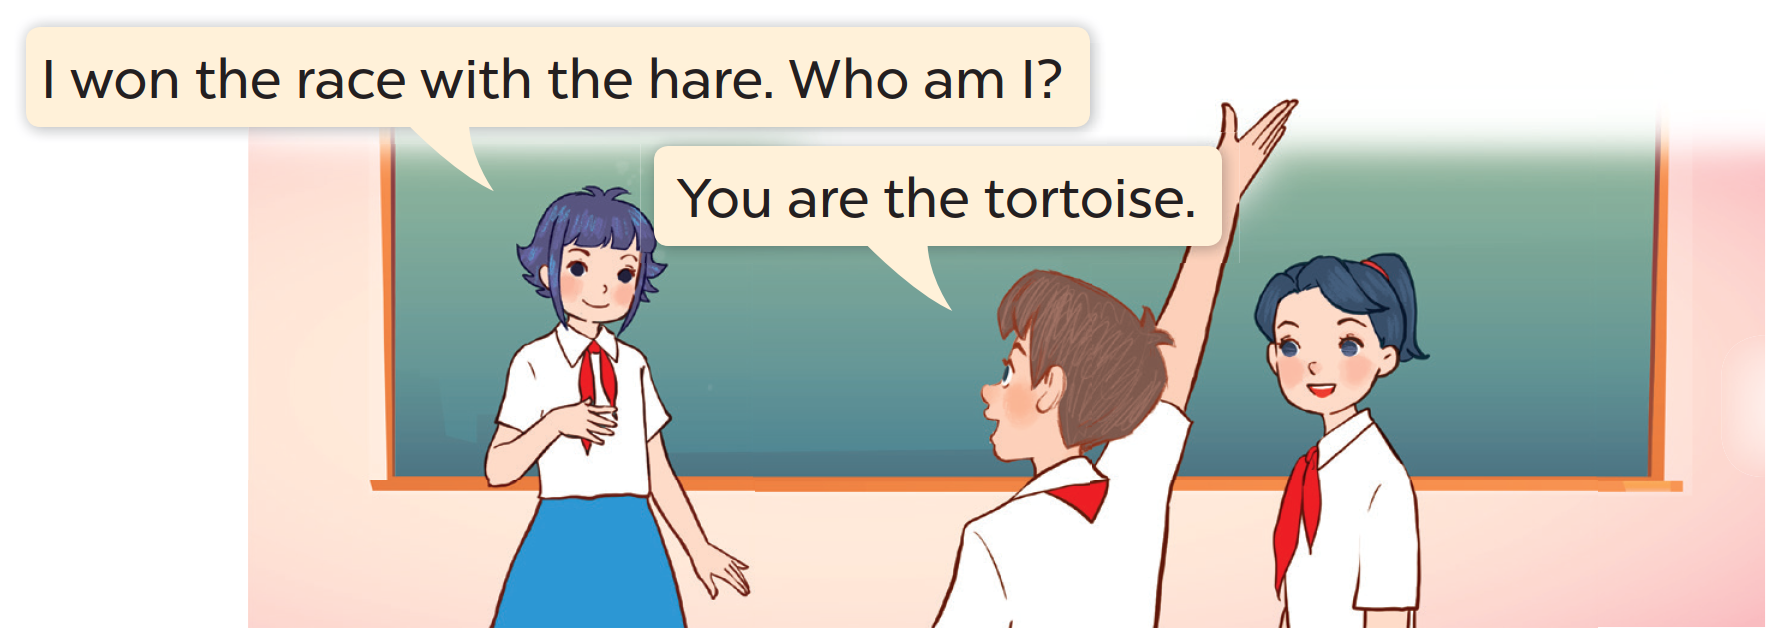 I won the race with the hare. Who am I?
You are the tortoise.